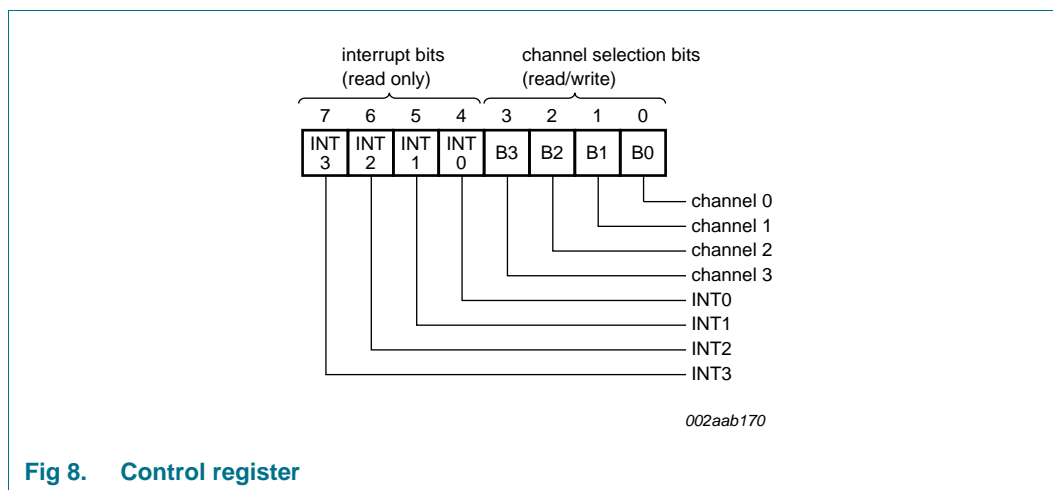 interrupt bits channel selection bits
(read only) (read/write)
7 6 5 4 3 2 1 0
INT INT INT INT B3 B2 B1 B0
3 2 1 0
channel 0
channel 1
channel 2
channel 3
INT0
INT1
INT2
INT3
002aab170
Fig 8. Control register